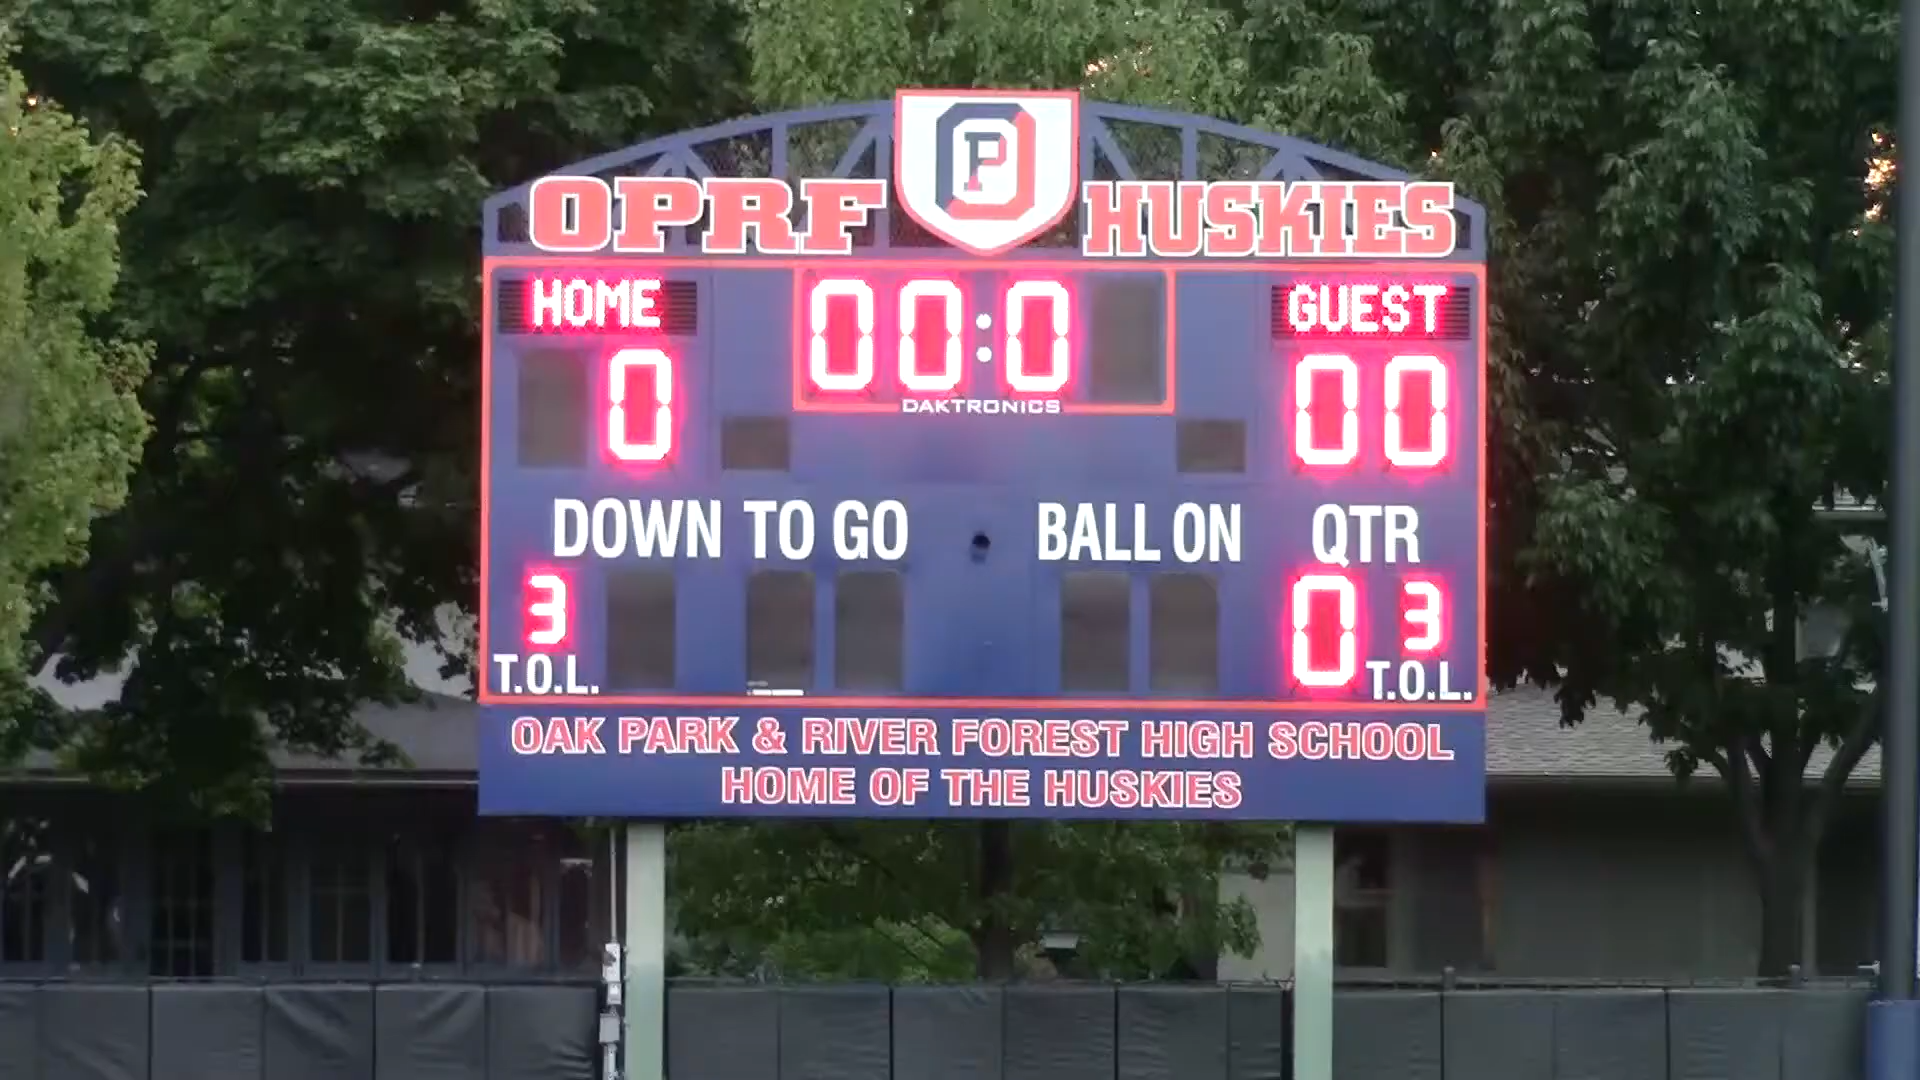 OPRF HUSKIES
OP
HOME 00:0 GUEST
DAKTRONICS
0 00
DOWN TO GO BALL ON QTR
3 0 3
T.O.L. T.O.L.
OAK PARK & RIVER FOREST HIGH SCHOOL
HOME OF THE HUSKIES